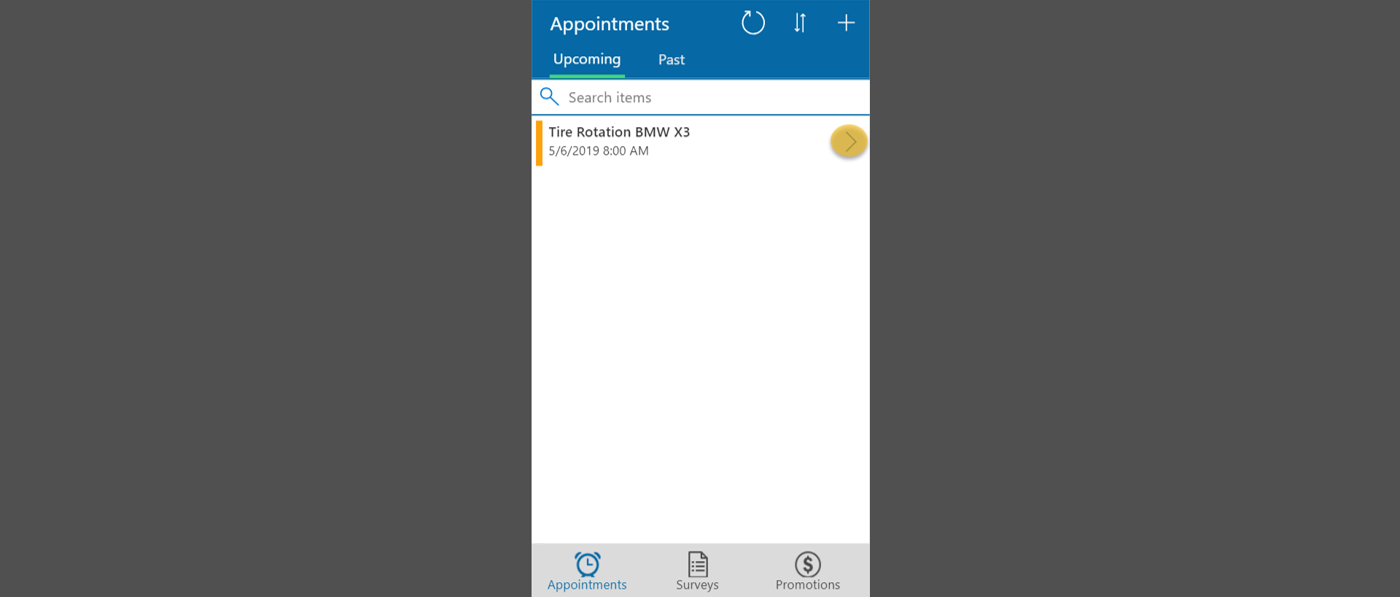 Appointments
Upcoming Past
Search items
Tire Rotation BMW X3
5/6/2019 8:00 AM
Appointments Surveys Promotions